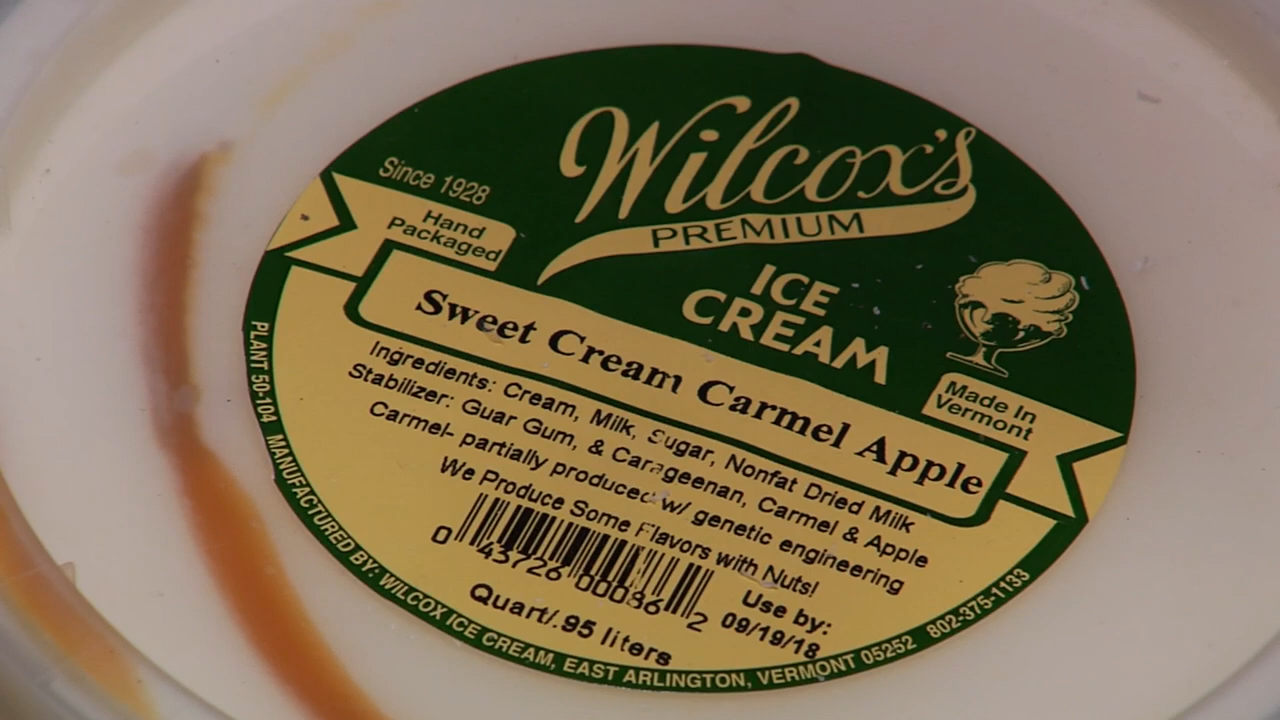 Since 1928
Wilcox's
PREMIUM
Hand
Packaged
ICE
CREAM
Made In
Vermont
Sweet Cream Carmel Apple
Ingredients: Cream, Milk, Sugar, Nonfat Dried Milk
Stabilizer: Guar Gum, & Carageenan, Carmel & Apple
Carmel- partially produced w/ genetic engineering
We Produce Some Flavors with Nuts!
0 43726 00086 2
Use by:
09/19/18
Quart/.95 liters
PLANT 50-104 MANUFACTURED BY: WILCOX ICE CREAM, EAST ARLINGTON, VERMONT 05252 802-375-1133